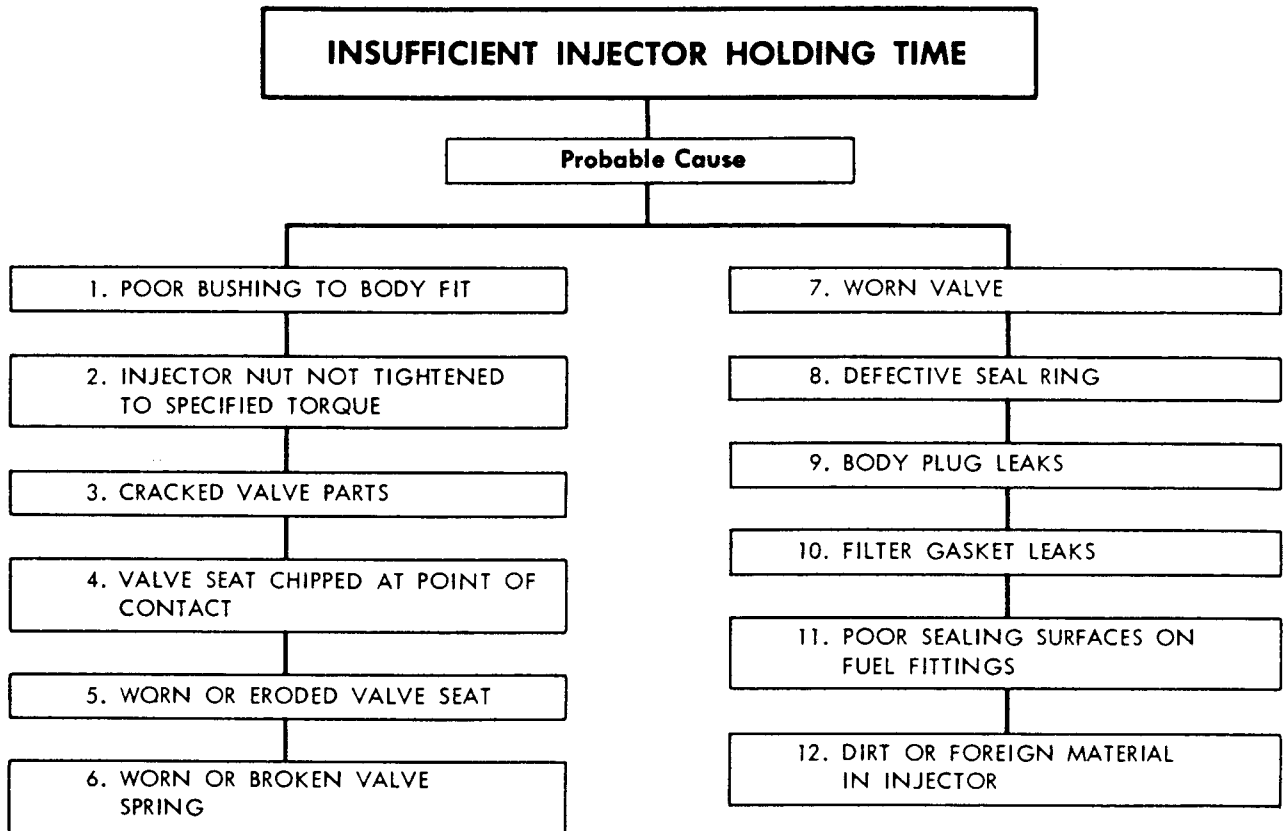 INSUFFICIENT INJECTOR HOLDING TIME
Probable Cause
1. POOR BUSHING TO BODY FIT
2. INJECTOR NUT NOT TIGHTENED
TO SPECIFIED TORQUE
3. CRACKED VALVE PARTS
4. VALVE SEAT CHIPPED AT POINT OF
CONTACT
5. WORN OR ERODED VALVE SEAT
6. WORN OR BROKEN VALVE
SPRING
7. WORN VALVE
8. DEFECTIVE SEAL RING
9. BODY PLUG LEAKS
10. FILTER GASKET LEAKS
11. POOR SEALING SURFACES ON
FUEL FITTINGS
12. DIRT OR FOREIGN MATERIAL
IN INJECTOR